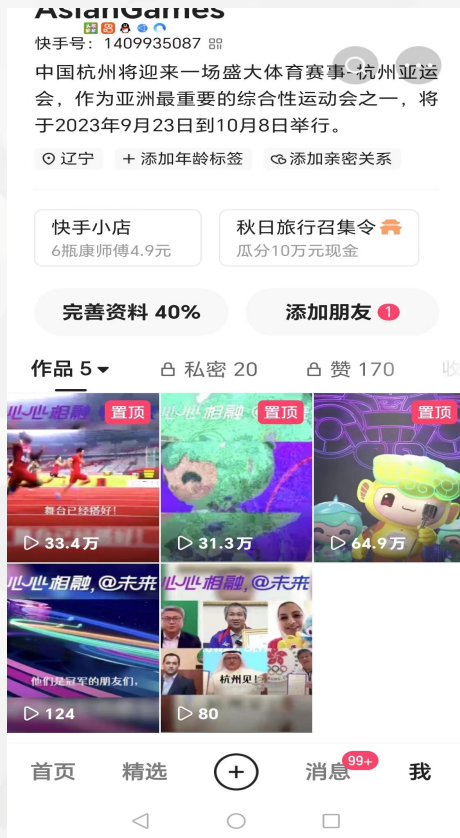 AsianGames
快手号：1409935087
中国杭州将迎来一场盛大体育赛事-杭州亚运
会，作为亚洲最重要的综合性运动会之一，将
于2023年9月23日到10月8日举行。
辽宁
+ 添加年龄标签
添加亲密关系
快手小店
6瓶康师傅4.9元
秋日旅行召集令
瓜分10万元现金
完善资料 40%
添加朋友 1
作品 5
私密 20
赞 170
收
心心相融
置顶
舞台已经搭好！
33.4万
心心相融
置顶
31.3万
置顶
64.9万
心心相融，@未来
他们是冠军的朋友们，
124
心心相融，@未来
杭州见！
80
首页
精选
消息
99+
我